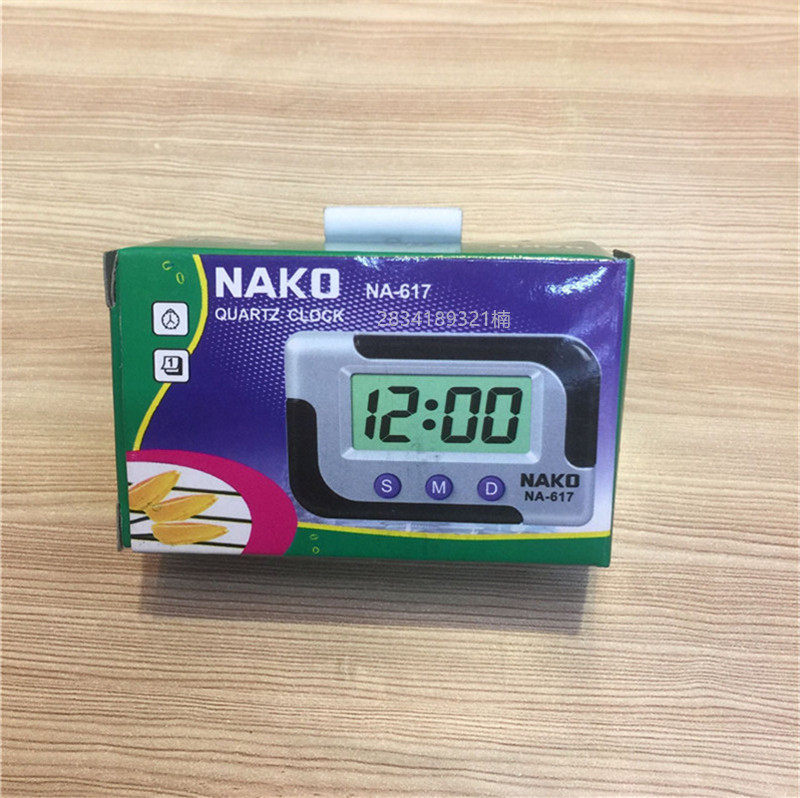 NAKO NA-617
QUARTZ CLOCK
2834189321楠
1
12:00
S M D
NAKO
NA-617